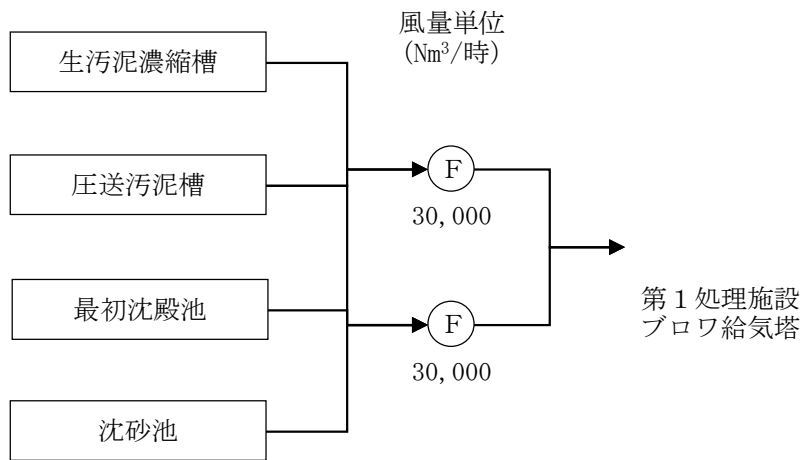 風量単位
(Nm³/時)
生汚泥濃縮槽
圧送汚泥槽
最初沈殿池
沈砂池
F
30,000
F
30,000
第１処理施設
ブロワ給気塔